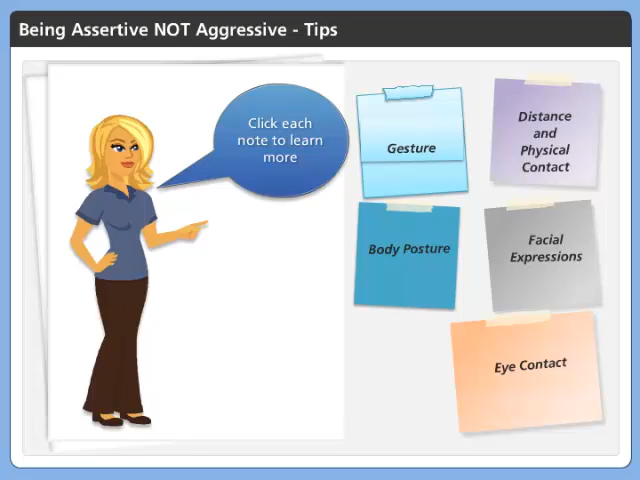 Being Assertive NOT Aggressive - Tips
Click each
note to learn
more
Gesture
Distance
and
Physical
Contact
Body Posture
Facial
Expressions
Eye Contact